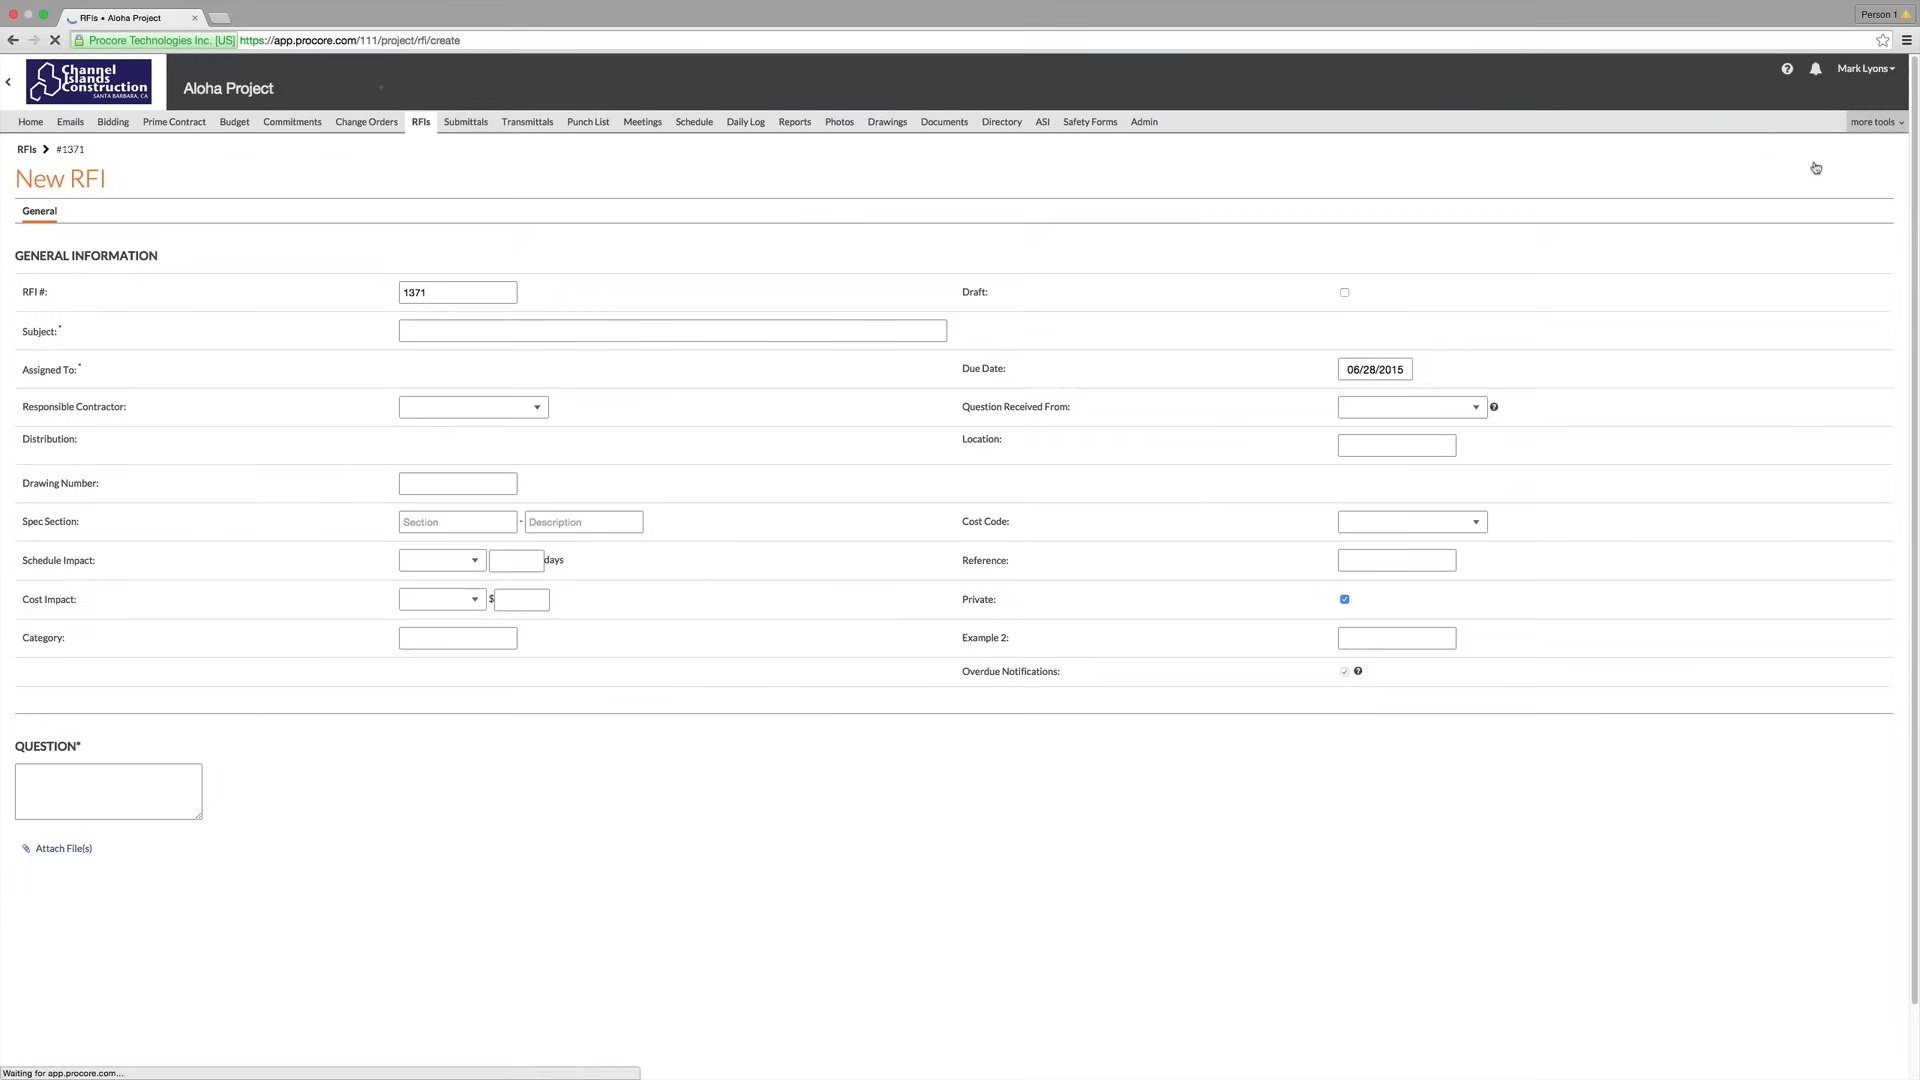 RFIs • Aloha Project
Person 1
Procore Technologies Inc. [US] https://app.procore.com/111/project/rfi/create
Channel
Islands
Construction
SANTA BARBARA, CA
Aloha Project
Mark Lyons
Home Emails Bidding Prime Contract Budget Commitments Change Orders RFIs Submittals Transmittals Punch List Meetings Schedule Daily Log Reports Photos Drawings Documents Directory ASI Safety Forms Admin more tools
RFIs #1371
New RFI
General
GENERAL INFORMATION
RFI #: 1371 Draft:
Subject:*
Assigned To:* Due Date: 06/28/2015
Responsible Contractor: Question Received From:
Distribution: Location:
Drawing Number:
Spec Section: Section - Description Cost Code:
Schedule Impact: days Reference:
Cost Impact: $ Private:
Category: Example 2:
Overdue Notifications:
QUESTION*
Attach File(s)
Waiting for app.procore.com...